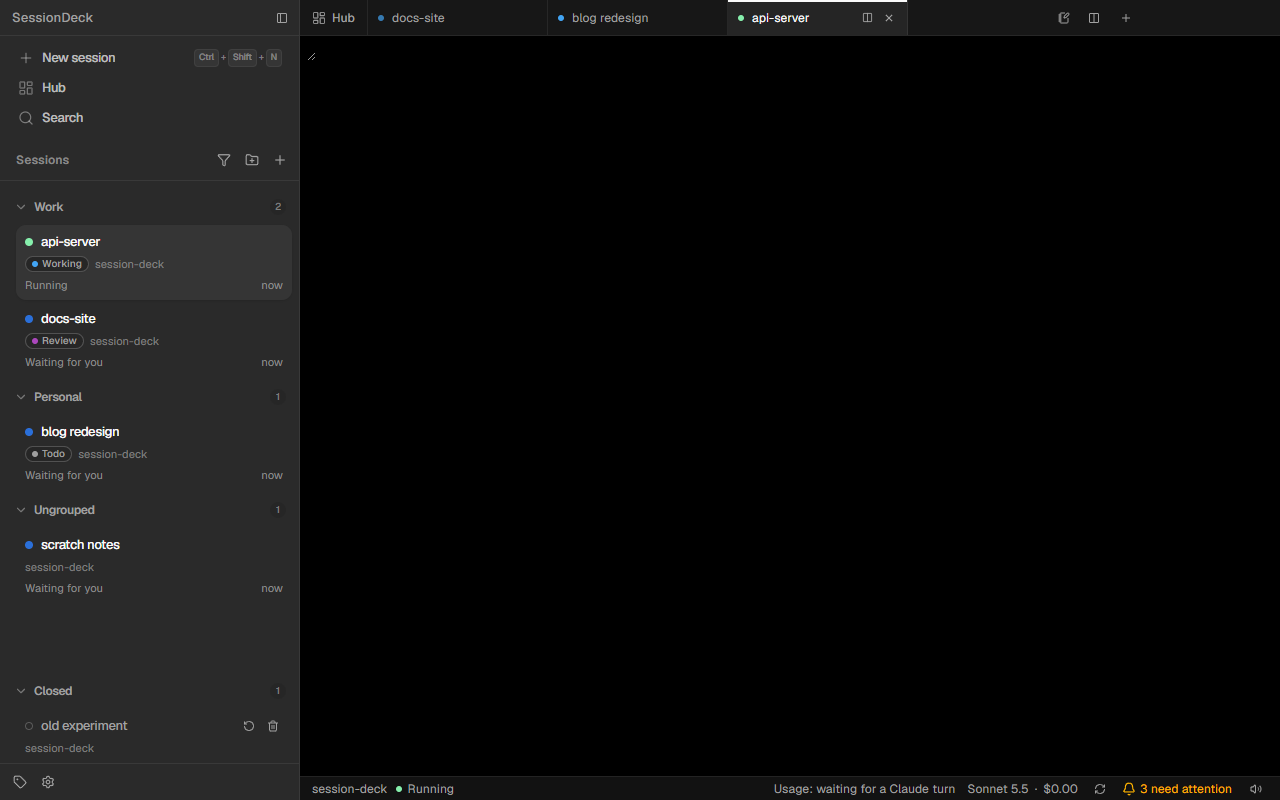 SessionDeck
Hub
docs-site
blog redesign
api-server
New session
Ctrl + Shift + N
Hub
Search
Sessions
Work 2
api-server
Working session-deck
Running now
docs-site
Review session-deck
Waiting for you now
Personal 1
blog redesign
Todo session-deck
Waiting for you now
Ungrouped 1
scratch notes
session-deck
Waiting for you now
Closed 1
old experiment
session-deck
session-deck Running
Usage: waiting for a Claude turn Sonnet 5.5 · $0.00 3 need attention